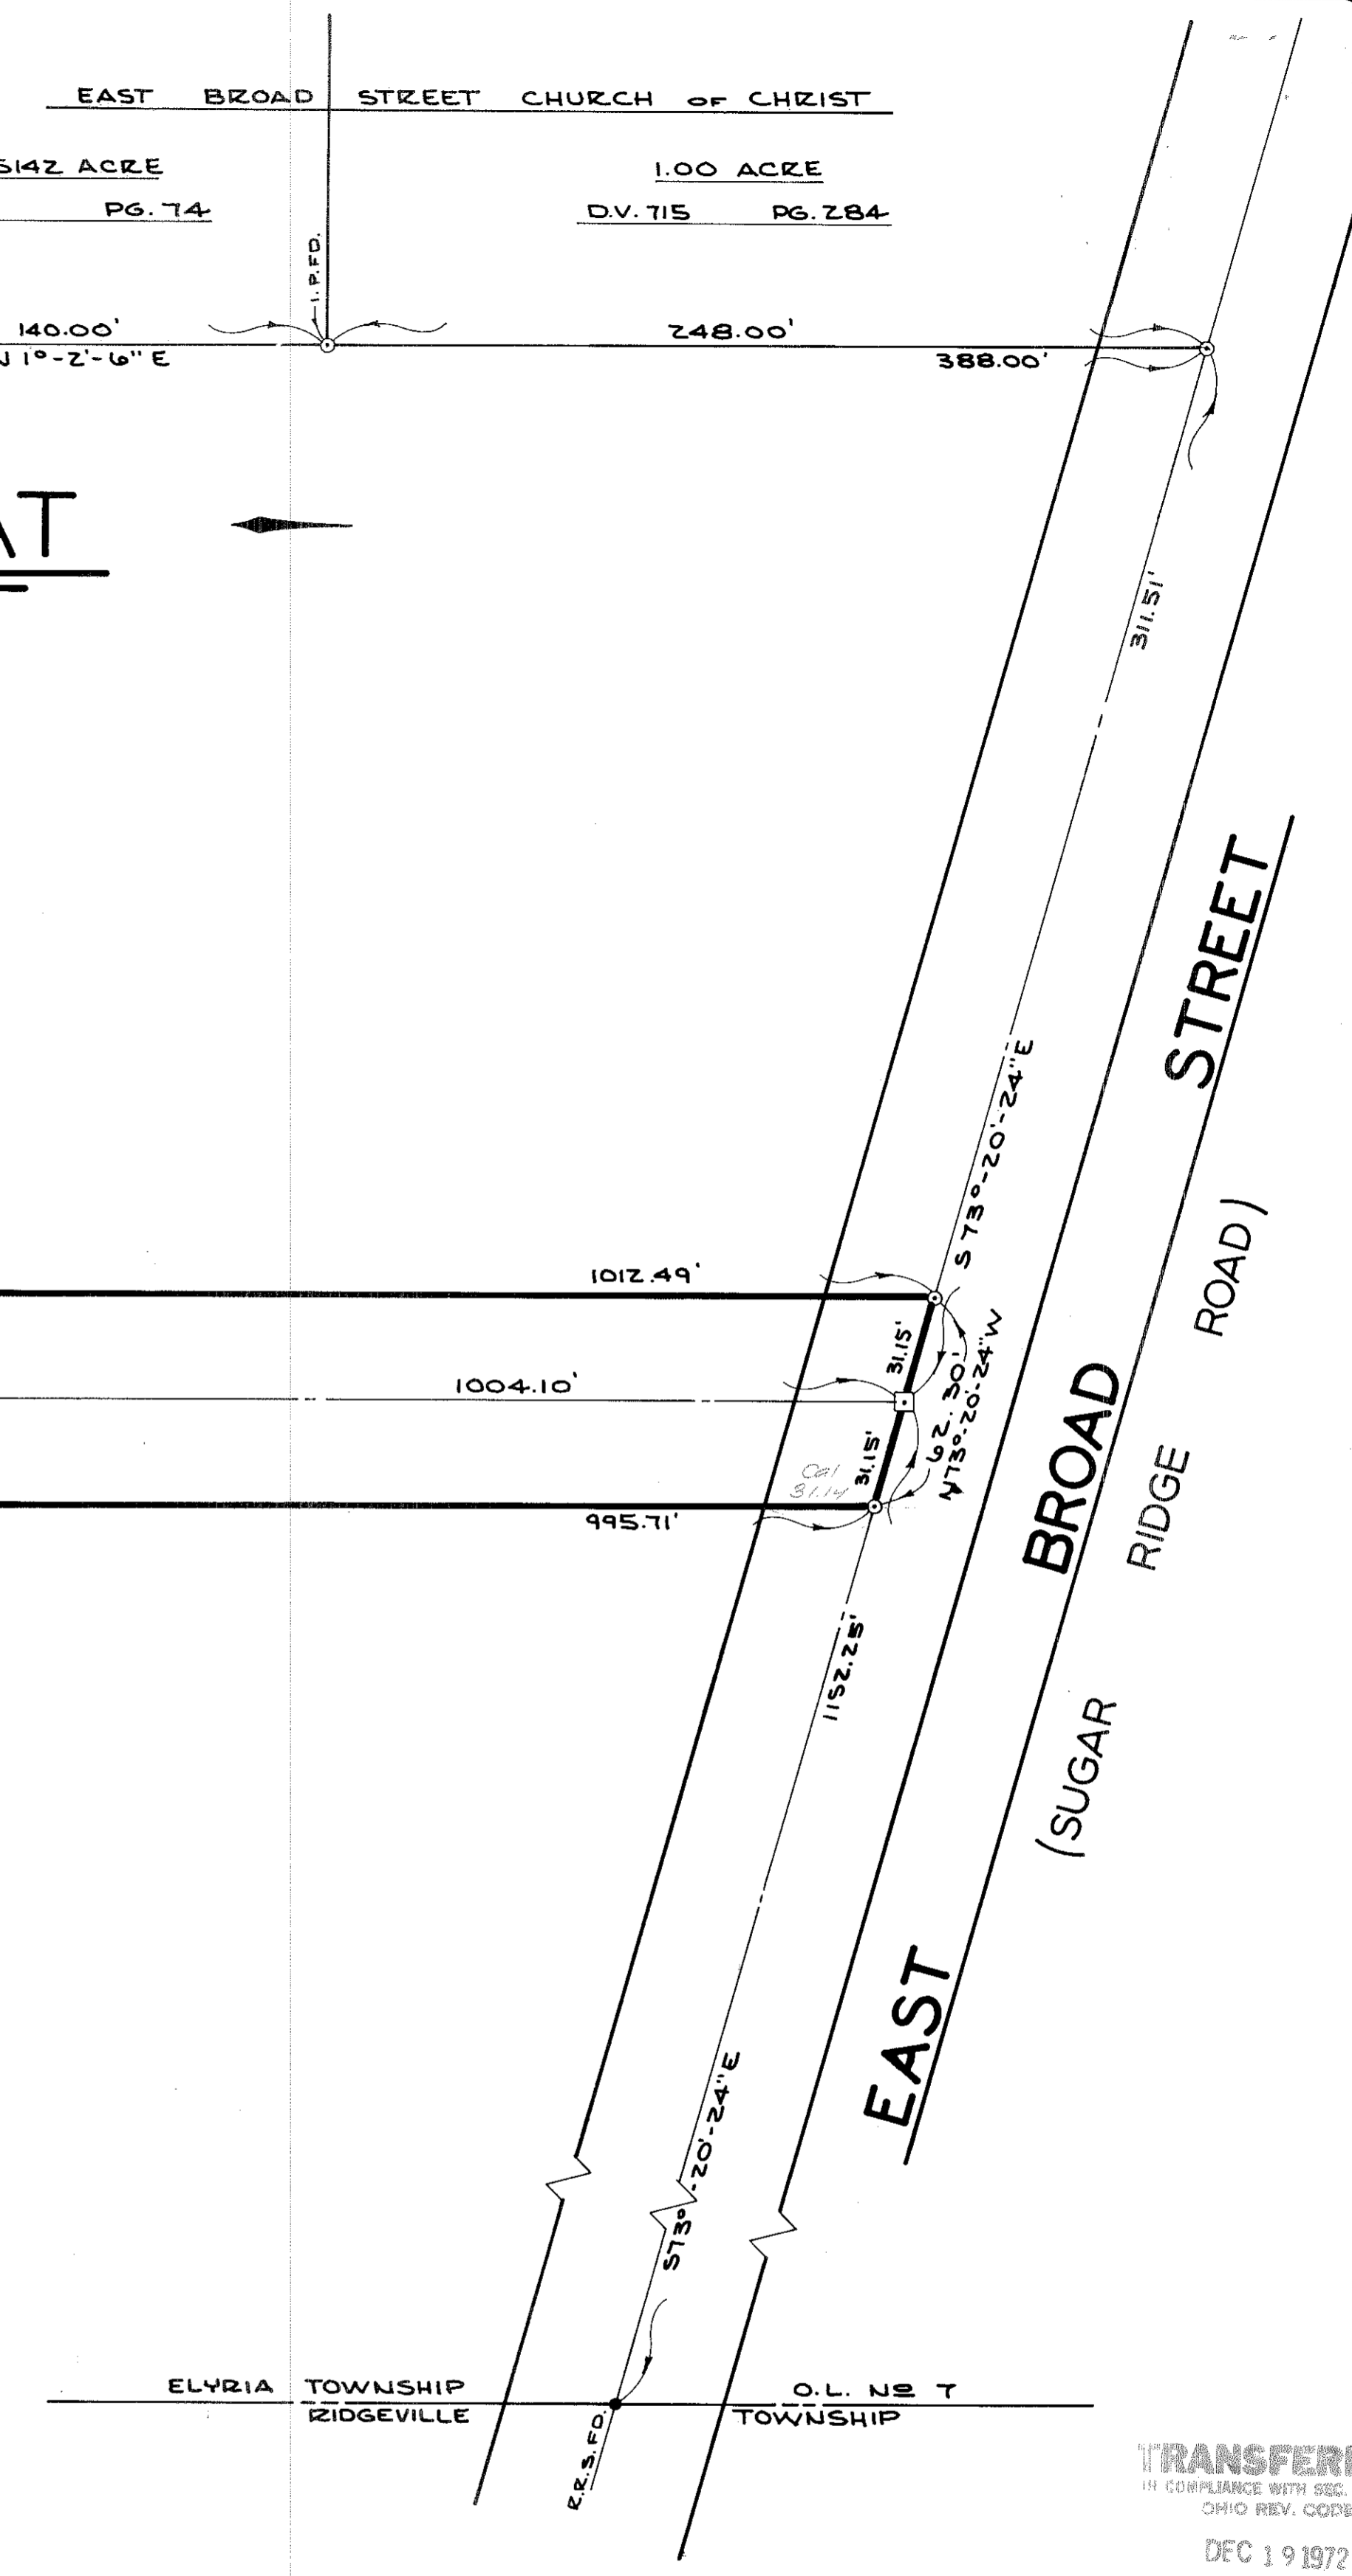 EAST BROAD STREET CHURCH OF CHRIST
5142 ACRE
1.00 ACRE
PG. 74
D.V. 715 PG. 284
I.P. FD.
140.00'
248.00'
N 1°-2'-6" E
388.00'
AT
311.51'
STREET
S 73°-20'-24" E
ROAD)
1012.49'
31.15'
62.30'
N 73°-20'-24" W
1004.10'
BROAD
RIDGE
31.15'
Cal
31.14
995.71'
1152.25'
(SUGAR
EAST
S 73°-20'-24" E
ELYRIA TOWNSHIP
O.L. No 7
RIDGEVILLE
TOWNSHIP
R.R.S. FD.
TRANSFER
IN COMPLIANCE WITH SEC.
OHIO REV. CODE
DEC 19 1972